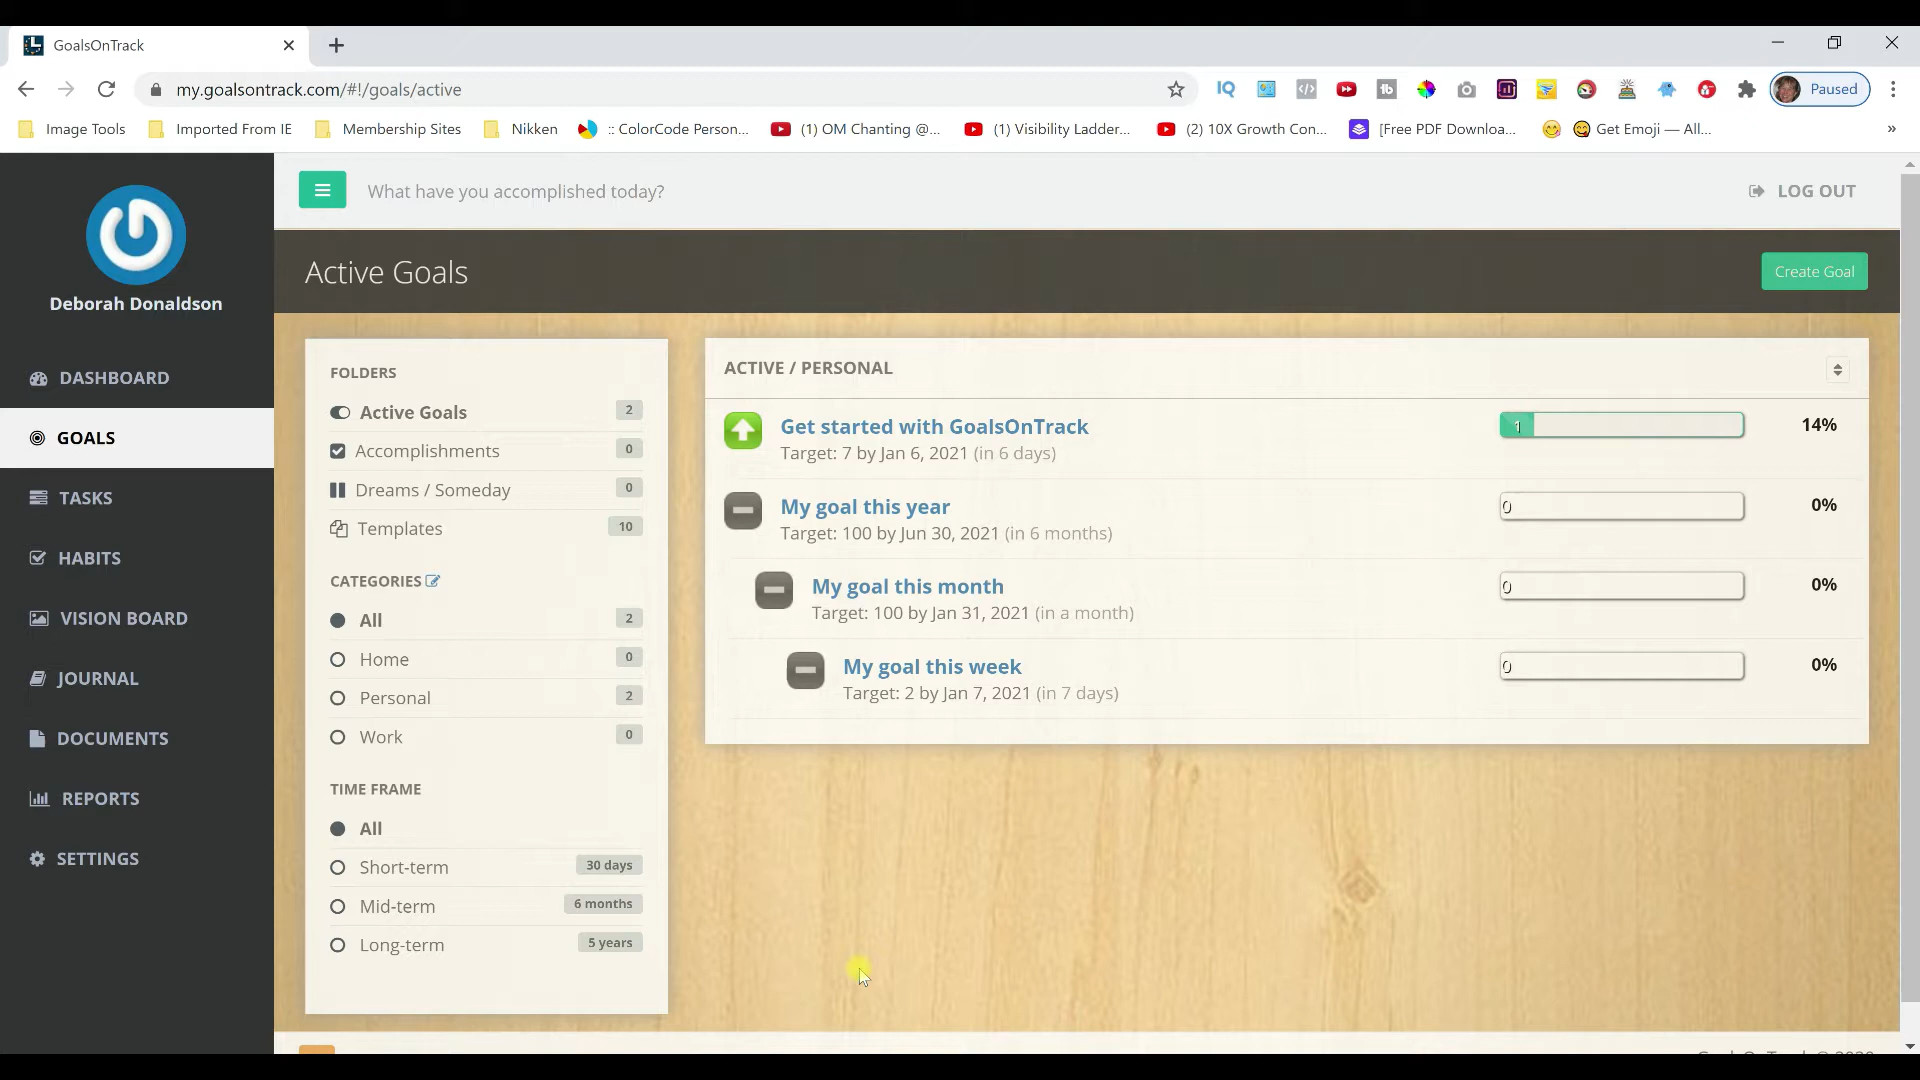 GoalsOnTrack
my.goalsontrack.com/#!/goals/active
IQ
tb
Paused
Image Tools
Imported From IE
Membership Sites
Nikken
:: ColorCode Person...
(1) OM Chanting @...
(1) Visibility Ladder...
(2) 10X Growth Con...
[Free PDF Downloa...
Get Emoji — All...
»
What have you accomplished today?
LOG OUT
Deborah Donaldson
DASHBOARD
GOALS
TASKS
HABITS
VISION BOARD
JOURNAL
DOCUMENTS
REPORTS
SETTINGS
Active Goals
Create Goal
FOLDERS
Active Goals 2
Accomplishments 0
Dreams / Someday 0
Templates 10
CATEGORIES
All 2
Home 0
Personal 2
Work 0
TIME FRAME
All
Short-term 30 days
Mid-term 6 months
Long-term 5 years
ACTIVE / PERSONAL
Get started with GoalsOnTrack 1 14%
Target: 7 by Jan 6, 2021 (in 6 days)
My goal this year 0 0%
Target: 100 by Jun 30, 2021 (in 6 months)
My goal this month 0 0%
Target: 100 by Jan 31, 2021 (in a month)
My goal this week 0 0%
Target: 2 by Jan 7, 2021 (in 7 days)